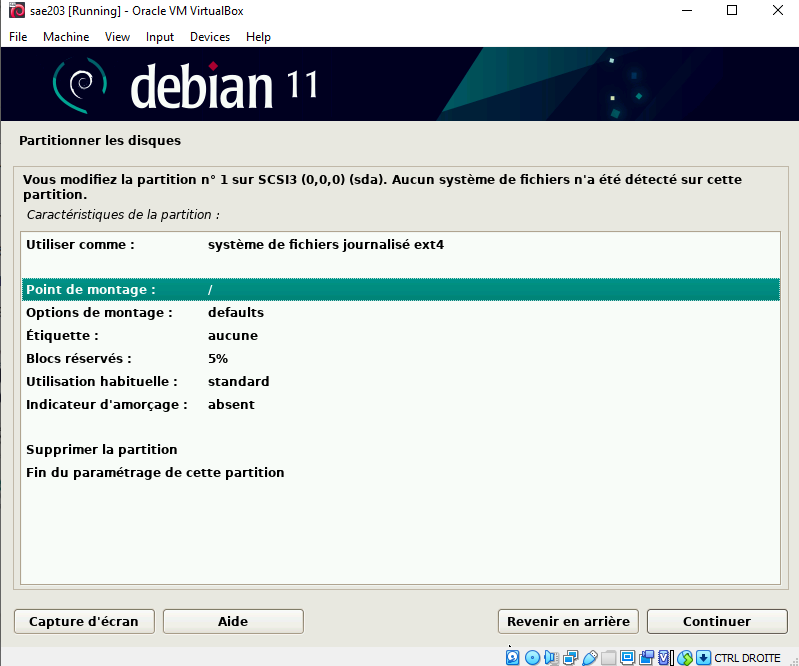 sae203 [Running] - Oracle VM VirtualBox
File Machine View Input Devices Help
debian 11
Partitionner les disques
Vous modifiez la partition n° 1 sur SCSI3 (0,0,0) (sda). Aucun système de fichiers n'a été détecté sur cette
partition.
Caractéristiques de la partition :
Utiliser comme : système de fichiers journalisé ext4
Point de montage : /
Options de montage : defaults
Étiquette : aucune
Blocs réservés : 5%
Utilisation habituelle : standard
Indicateur d'amorçage : absent
Supprimer la partition
Fin du paramétrage de cette partition
Capture d'écran Aide Revenir en arrière Continuer
CTRL DROITE